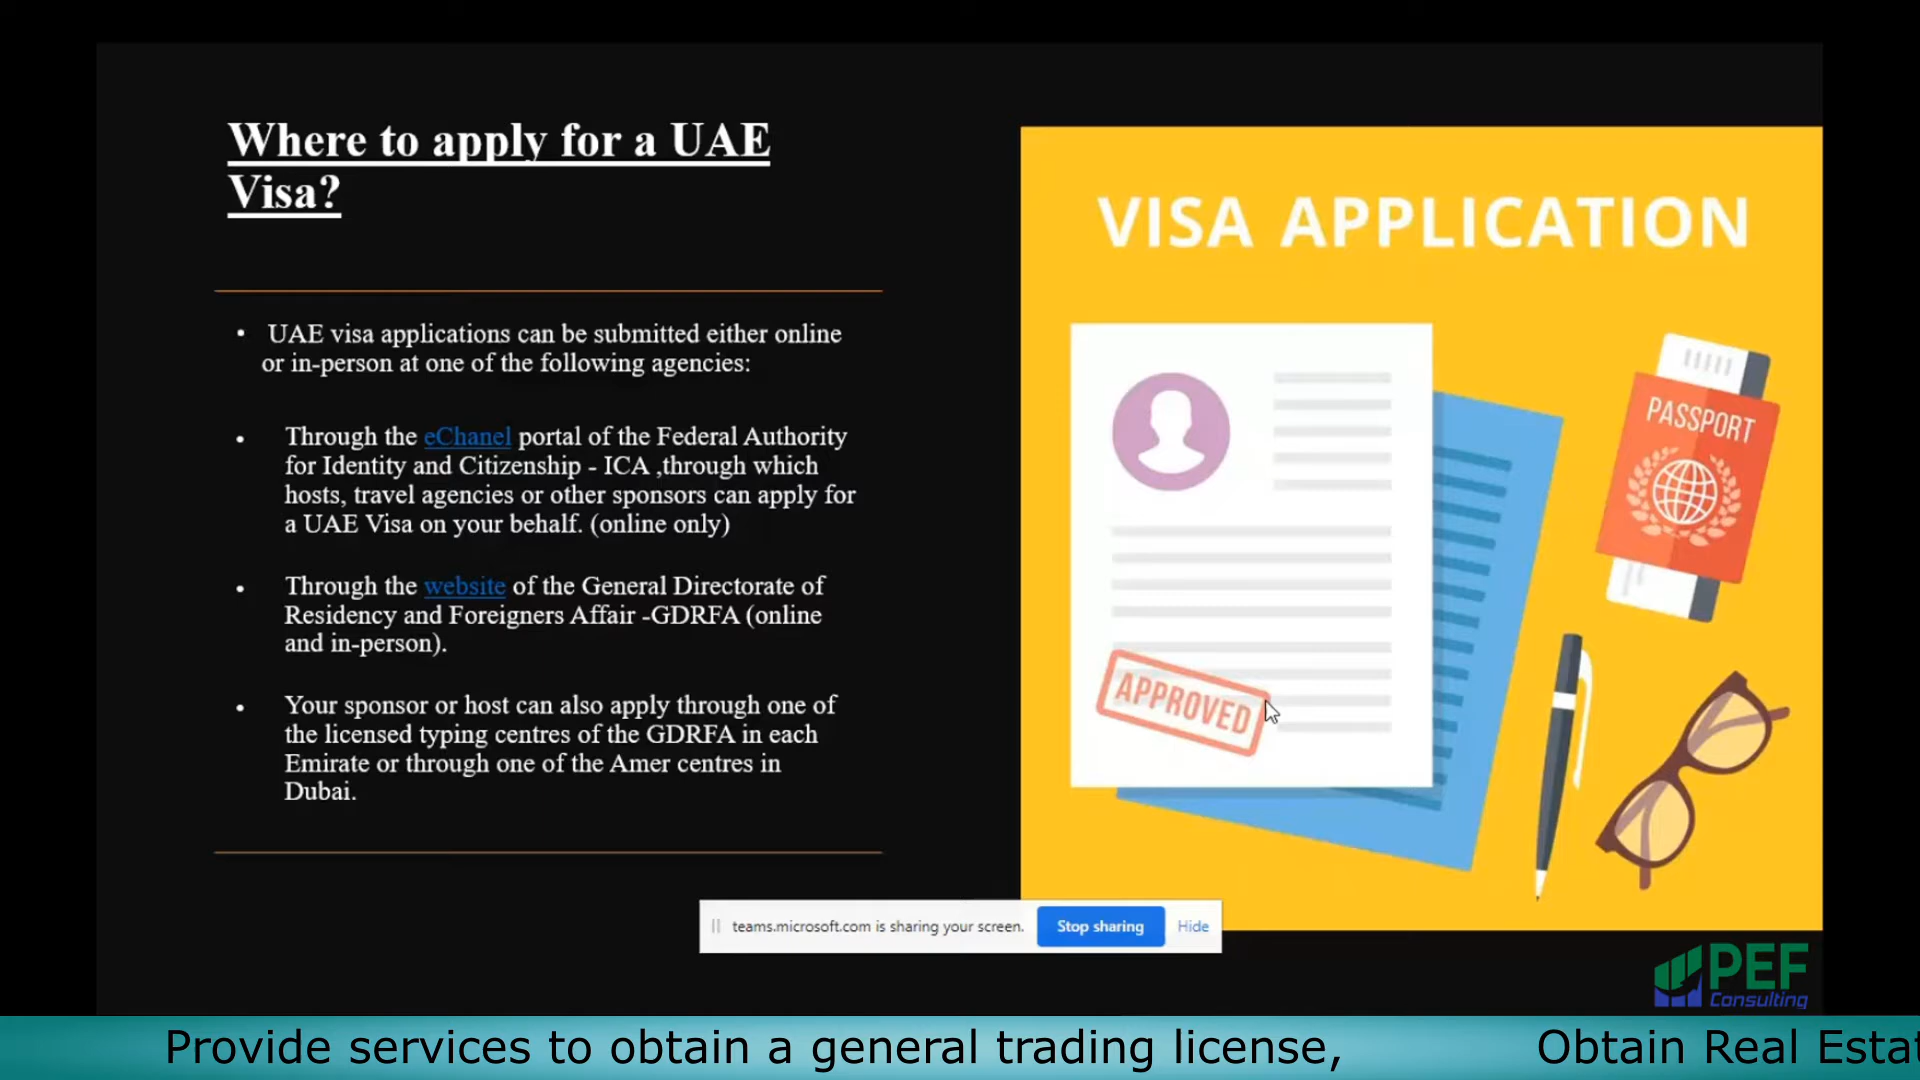 Where to apply for a UAE
Visa?
• UAE visa applications can be submitted either online
or in-person at one of the following agencies:
• Through the eChanel portal of the Federal Authority
for Identity and Citizenship - ICA ,through which
hosts, travel agencies or other sponsors can apply for
a UAE Visa on your behalf. (online only)
• Through the website of the General Directorate of
Residency and Foreigners Affair -GDRFA (online
and in-person).
• Your sponsor or host can also apply through one of
the licensed typing centres of the GDRFA in each
Emirate or through one of the Amer centres in
Dubai.
VISA APPLICATION
PASSPORT
APPROVED
teams.microsoft.com is sharing your screen. Stop sharing Hide
PEF
Consulting
Provide services to obtain a general trading license, Obtain Real Estat